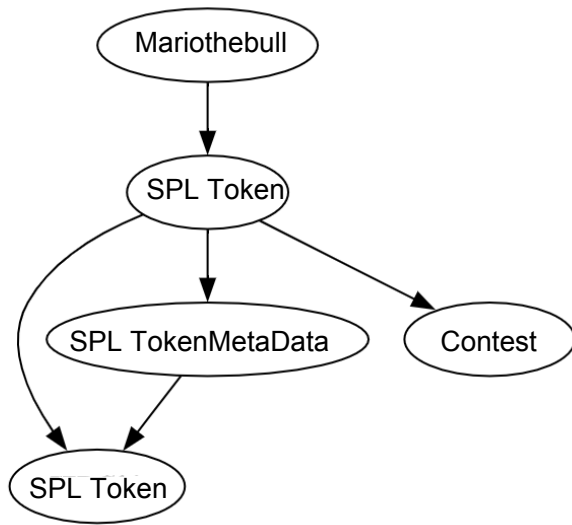 Mariothebull
SPL Token
SPL TokenMetaData
Contest
SPL Token